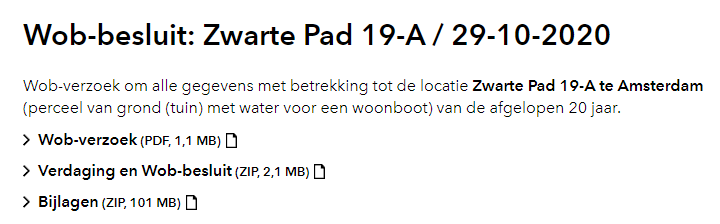 Wob-besluit: Zwarte Pad 19-A / 29-10-2020
Wob-verzoek om alle gegevens met betrekking tot de locatie Zwarte Pad 19-A te Amsterdam
(perceel van grond (tuin) met water voor een woonboot) van de afgelopen 20 jaar.
Wob-verzoek (PDF, 1,1 MB)
Verdaging en Wob-besluit (ZIP, 2,1 MB)
Bijlagen (ZIP, 101 MB)